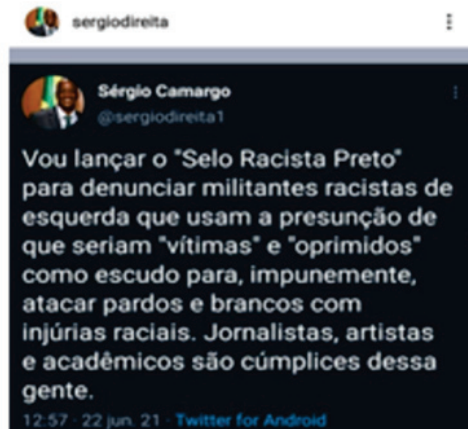 sergiodireita
Sérgio Camargo
@sergiodireita1
Vou lançar o "Selo Racista Preto"
para denunciar militantes racistas de
esquerda que usam a presunção de
que seriam "vítimas" e "oprimidos"
como escudo para, impunemente,
atacar pardos e brancos com
injúrias raciais. Jornalistas, artistas
e acadêmicos são cúmplices dessa
gente.
12:57 · 22 jun. 21 · Twitter for Android